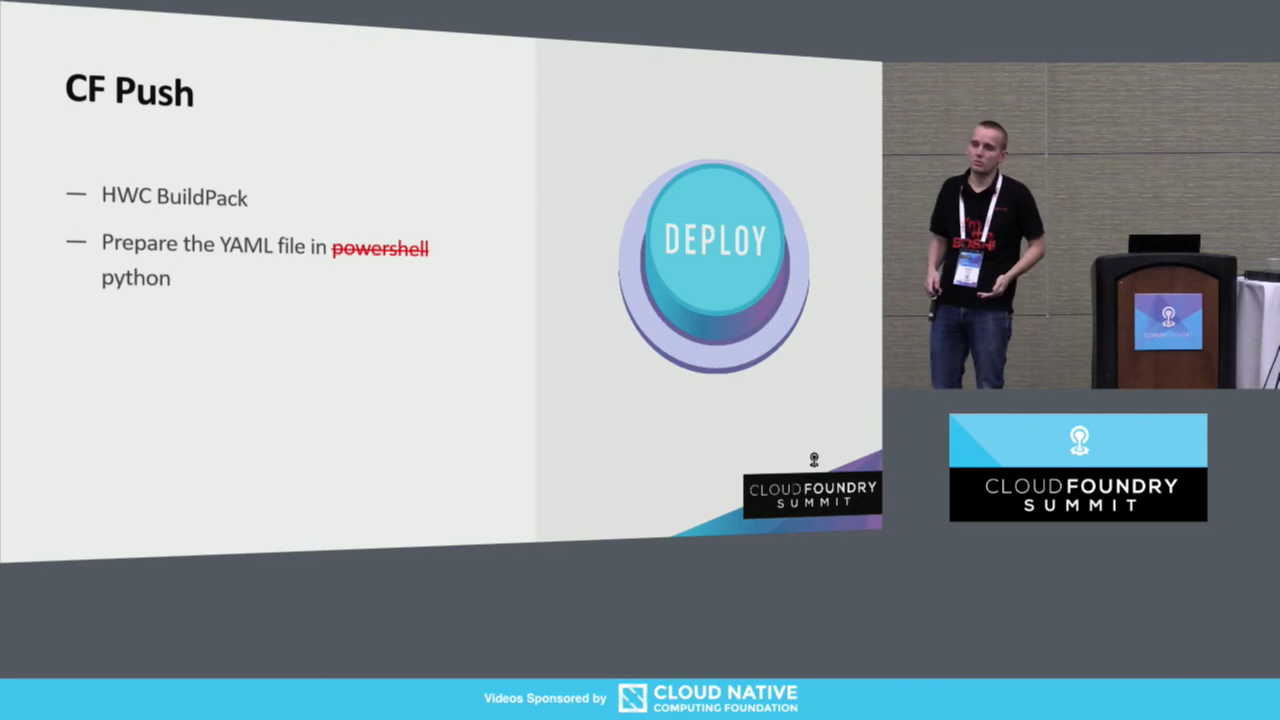 CF Push
— HWC BuildPack
— Prepare the YAML file in powershell
python
DEPLOY
CLOUDFOUNDRY
SUMMIT
I'm
BOSH!
CLOUDFOUNDRY
SUMMIT
Videos Sponsored by
CLOUD NATIVE
COMPUTING FOUNDATION